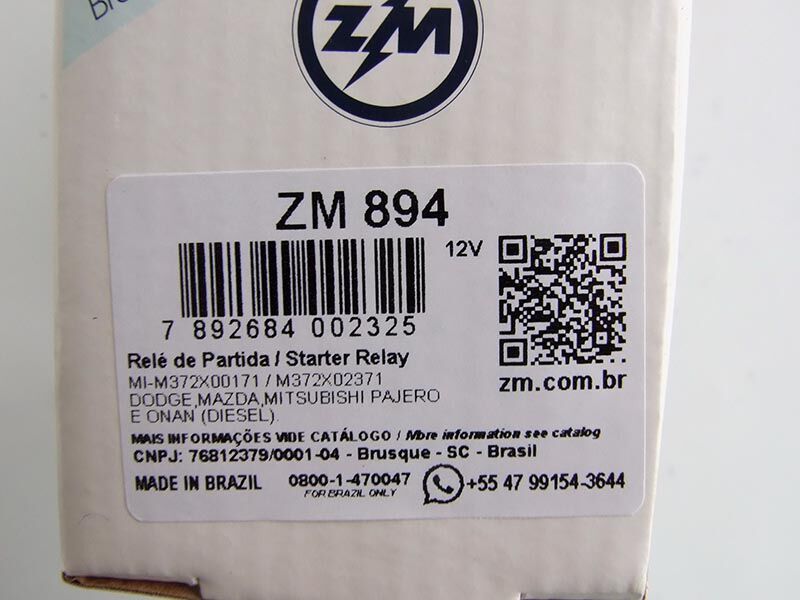 ZM
ZM 894
12V
7 892684 002325
Relé de Partida / Starter Relay
MI-M372X00171 / M372X02371
DODGE,MAZDA,MITSUBISHI PAJERO
E ONAN (DIESEL).
zm.com.br
MAIS INFORMAÇÕES VIDE CATÁLOGO / More information see catalog
CNPJ: 76812379/0001-04 - Brusque - SC - Brasil
MADE IN BRAZIL
0800-1-470047
FOR BRAZIL ONLY
+55 47 99154-3644